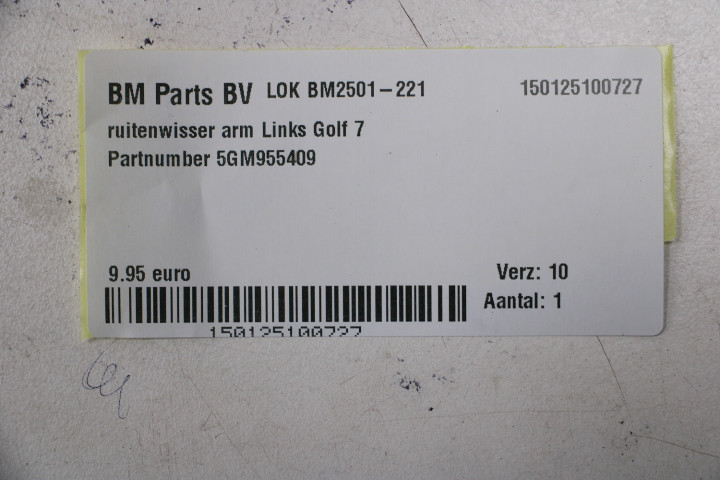 BM Parts BV LOK BM2501-221 150125100727
ruitenwisser arm Links Golf 7
Partnumber 5GM955409
9.95 euro Verz: 10
Aantal: 1
150125100727